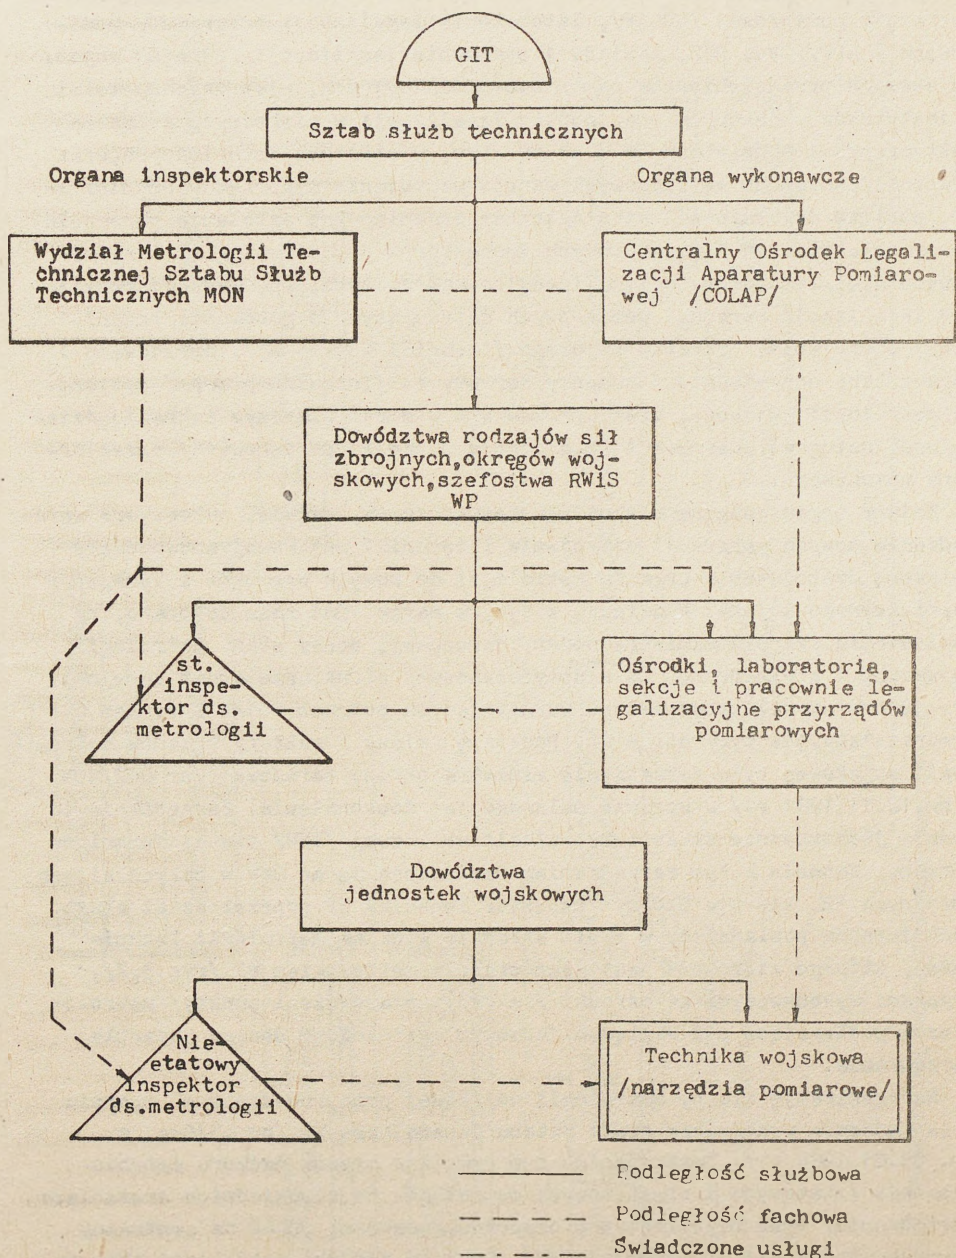 GIT
Sztab służb technicznych
Organa inspektorskie
Organa wykonawcze
Wydział Metrologii Te-
chnicznej Sztabu Służb
Technicznych MON
Centralny Ośrodek Legali-
zacji Aparatury Pomiaro-
wej /COLAP/
Dowództwa rodzajów sił
zbrojnych,okręgów woj-
skowych,szefostwa RWiS
WP
st.
inspe-
ktor ds.
metrologii
Ośrodki, laboratoria,
sekcje i pracownie le-
galizacyjne przyrządów
pomiarowych
Dowództwa
jednostek wojskowych
Nie-
etatowy
inspektor
ds.metrologii
Technika wojskowa
/narzędzia pomiarowe/
Podległość służbowa
Podległość fachowa
Świadczone usługi